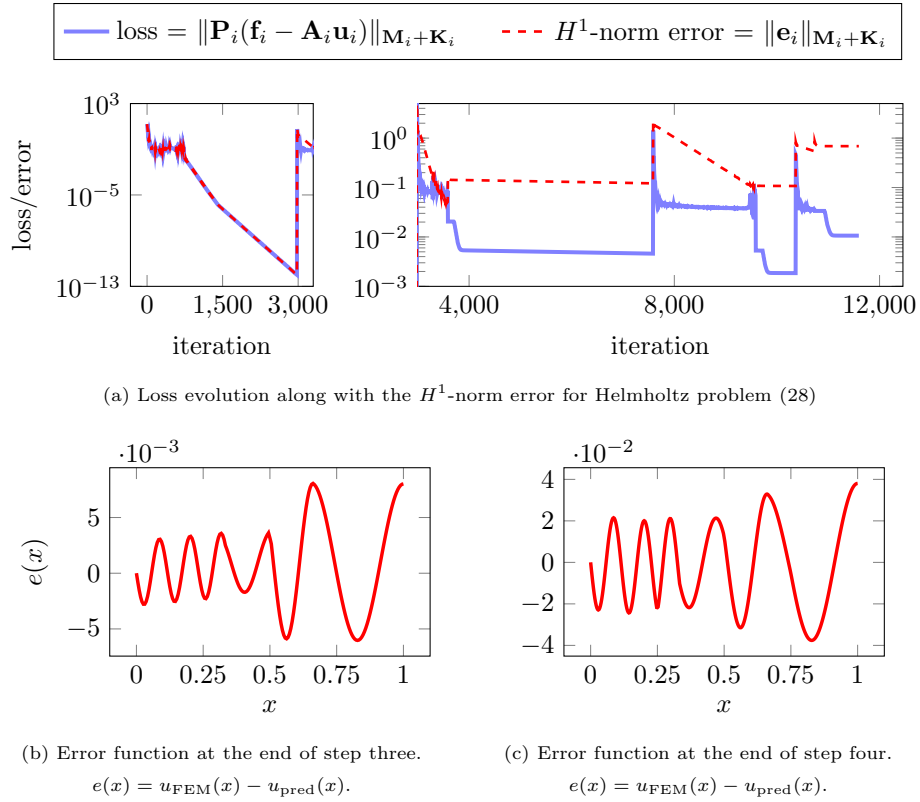 loss = ‖P_i(f_i − A_i u_i)‖_{M_i+K_i}   H^1-norm error = ‖e_i‖_{M_i+K_i}
10^3
10^−5
10^−13
loss/error
0 1,500 3,000
iteration
10^0
10^−1
10^−2
10^−3
4,000 8,000 12,000
iteration
(a) Loss evolution along with the H^1-norm error for Helmholtz problem (28)
·10^−3
5
0
−5
e(x)
0 0.25 0.5 0.75 1
x
·10^−2
4
2
0
−2
−4
0 0.25 0.5 0.75 1
x
(b) Error function at the end of step three.
e(x) = u_FEM(x) − u_pred(x).
(c) Error function at the end of step four.
e(x) = u_FEM(x) − u_pred(x).